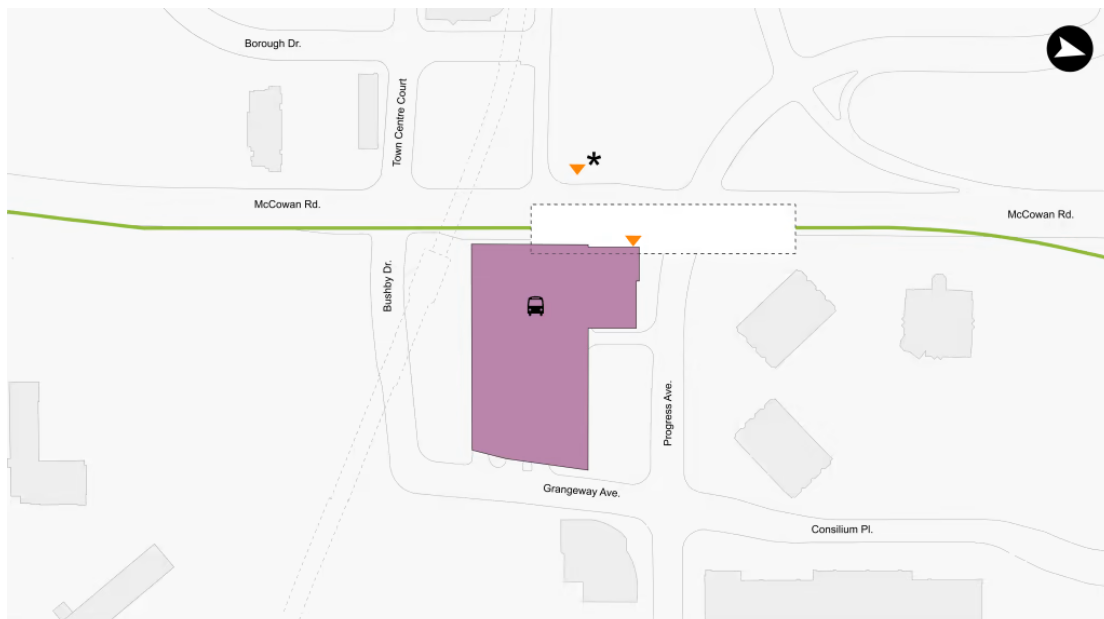 Borough Dr.
Town Centre Court
*
McCowan Rd.
McCowan Rd.
Bushby Dr.
Progress Ave.
Grangeway Ave.
Consilium Pl.